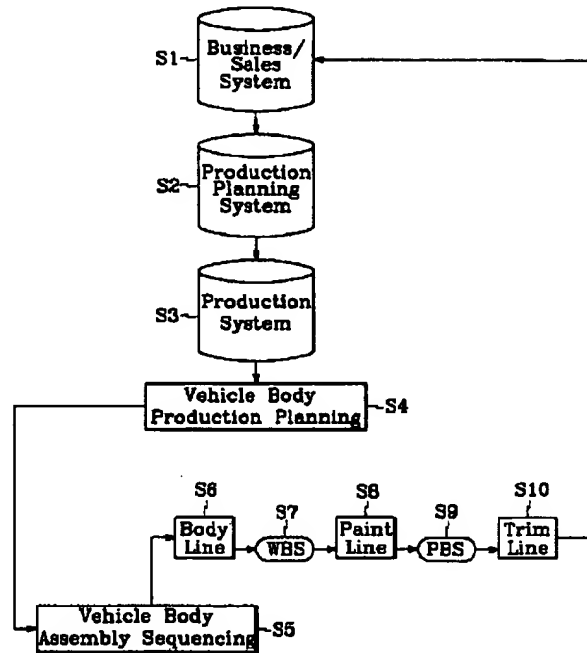 S1
Business/
Sales
System
S2
Production
Planning
System
S3
Production
System
Vehicle Body
Production Planning
S4
S6
S7
S8
S9
S10
Body
Line
WBS
Paint
Line
PBS
Trim
Line
Vehicle Body
Assembly Sequencing
S5